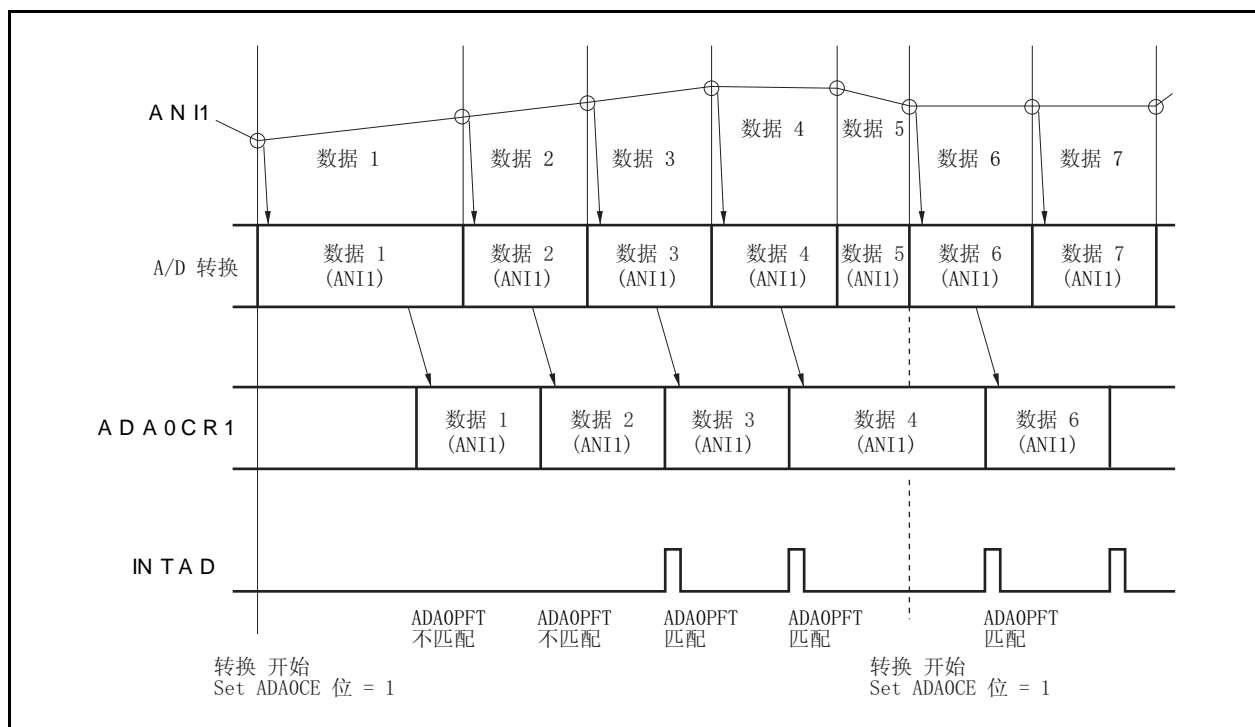 ANI1
数据 1
数据 2
数据 3
数据 4
数据 5
数据 6
数据 7
A/D 转换
数据 1
(ANI1)
数据 2
(ANI1)
数据 3
(ANI1)
数据 4
(ANI1)
数据 5
(ANI1)
数据 6
(ANI1)
数据 7
(ANI1)
ADA0CR1
数据 1
(ANI1)
数据 2
(ANI1)
数据 3
(ANI1)
数据 4
(ANI1)
数据 6
(ANI1)
INTAD
ADA0PFT
不匹配
ADA0PFT
不匹配
ADA0PFT
匹配
ADA0PFT
匹配
ADA0PFT
匹配
转换 开始
Set ADA0CE 位 = 1
转换 开始
Set ADA0CE 位 = 1